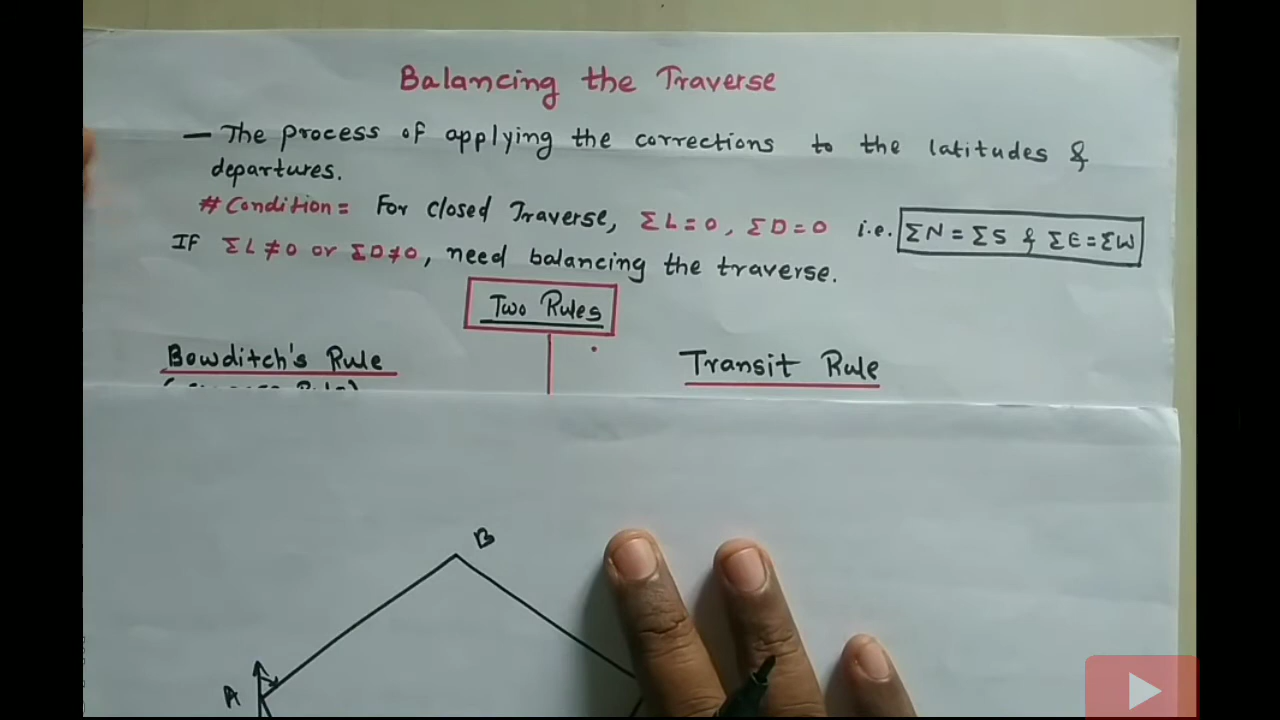 Balancing the Traverse
— The process of applying the corrections to the latitudes &
departures.
# Condition = For closed Traverse, ΣL=0, ΣD=0 i.e. ΣN = ΣS & ΣE=ΣW
If ΣL≠0 or ΣD≠0, need balancing the traverse.
Two Rules
Bowditch's Rule
Transit Rule
B
A